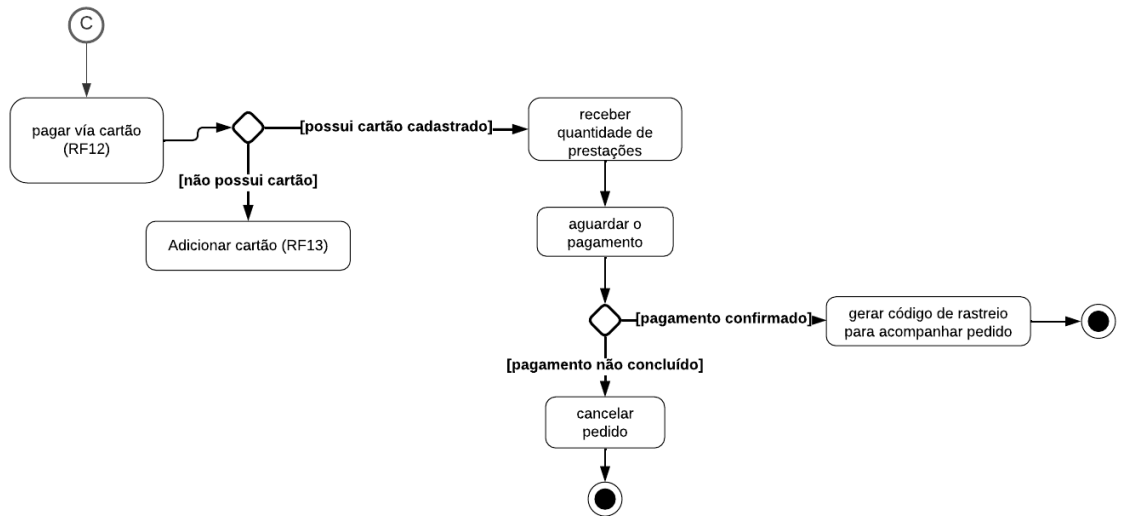 C
pagar vía cartão
(RF12)
[possui cartão cadastrado]
receber
quantidade de
prestações
[não possui cartão]
Adicionar cartão (RF13)
aguardar o
pagamento
[pagamento confirmado]
gerar código de rastreio
para acompanhar pedido
[pagamento não concluído]
cancelar
pedido